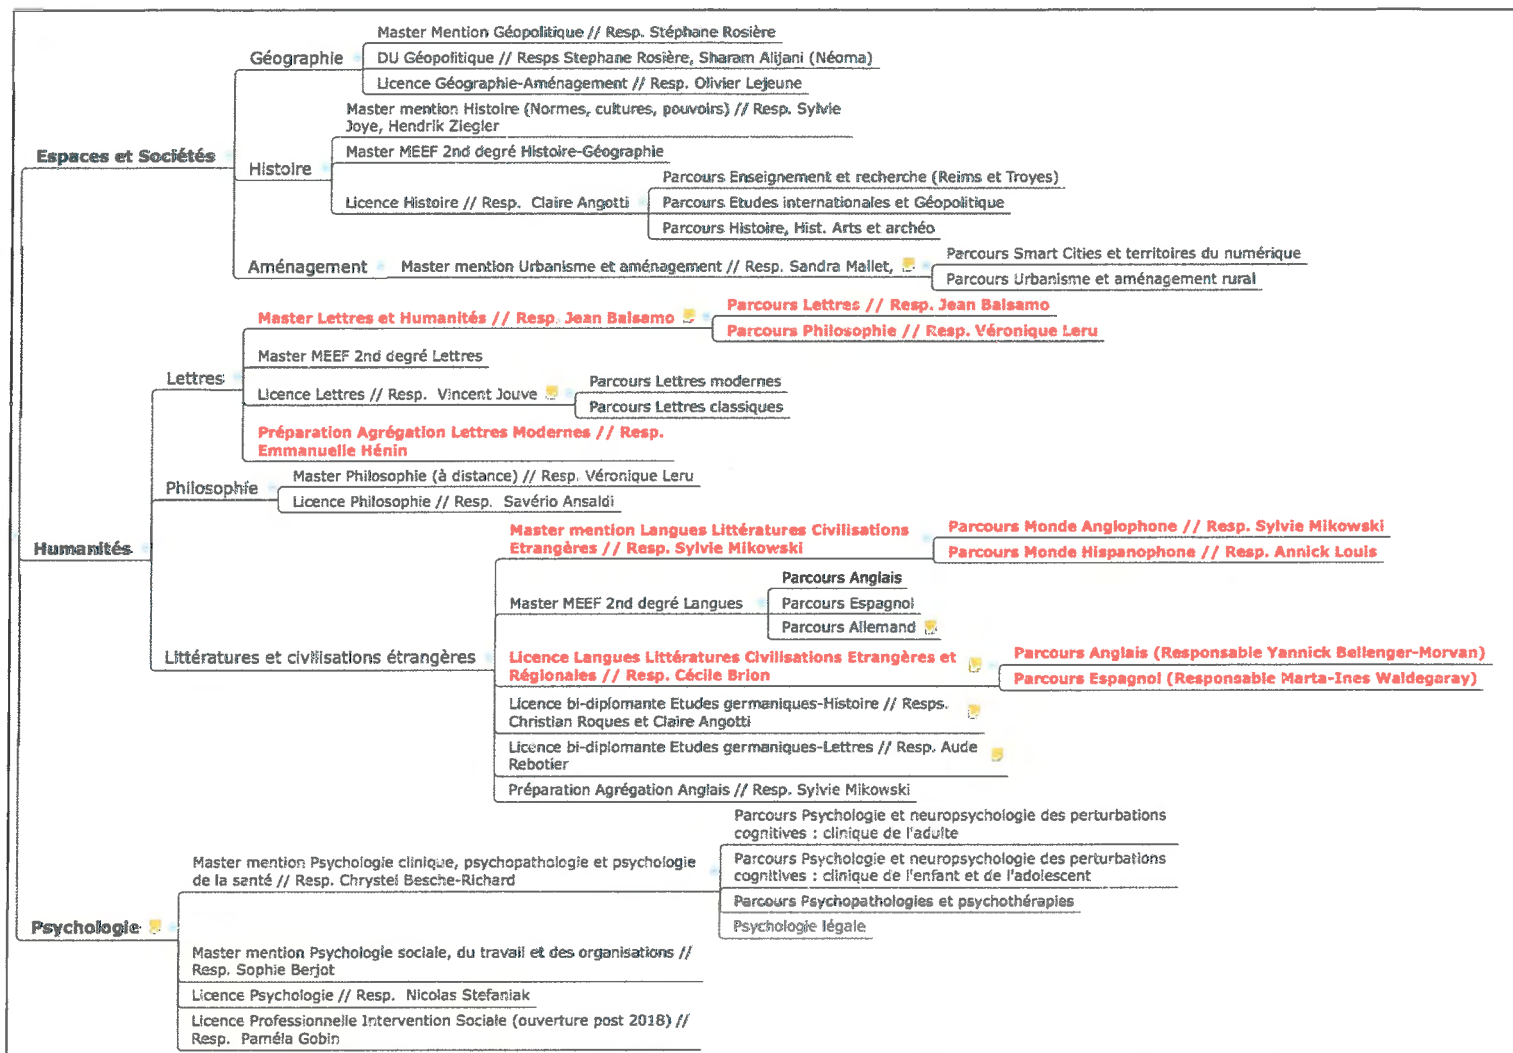 Espaces et Sociétés
Géographie
Master Mention Géopolitique // Resp. Stéphane Rosière
DU Géopolitique // Resps Stephane Rosière, Sharam Alijani (Néoma)
Licence Géographie-Aménagement // Resp. Olivier Lejeune
Histoire
Master mention Histoire (Normes, cultures, pouvoirs) // Resp. Sylvie
Joye, Hendrik Ziegler
Master MEEF 2nd degré Histoire-Géographie
Licence Histoire // Resp. Claire Angotti
Parcours Enseignement et recherche (Reims et Troyes)
Parcours Etudes internationales et Géopolitique
Parcours Histoire, Hist. Arts et archéo
Aménagement
Master mention Urbanisme et aménagement // Resp. Sandra Mallet,
Parcours Smart Cities et territoires du numérique
Parcours Urbanisme et aménagement rural
Humanités
Lettres
Master Lettres et Humanités // Resp. Jean Balsamo
Parcours Lettres // Resp. Jean Balsamo
Parcours Philosophie // Resp. Véronique Leru
Master MEEF 2nd degré Lettres
Licence Lettres // Resp. Vincent Jouve
Parcours Lettres modernes
Parcours Lettres classiques
Préparation Agrégation Lettres Modernes // Resp.
Emmanuelle Hénin
Philosophie
Master Philosophie (à distance) // Resp. Véronique Leru
Licence Philosophie // Resp. Savério Ansaldi
Littératures et civilisations étrangères
Master mention Langues Littératures Civilisations
Etrangères // Resp. Sylvie Mikowski
Parcours Monde Anglophone // Resp. Sylvie Mikowski
Parcours Monde Hispanophone // Resp. Annick Louis
Master MEEF 2nd degré Langues
Parcours Anglais
Parcours Espagnol
Parcours Allemand
Licence Langues Littératures Civilisations Etrangères et
Régionales // Resp. Cécile Brion
Parcours Anglais (Responsable Yannick Bellenger-Morvan)
Parcours Espagnol (Responsable Marta-Ines Waldegaray)
Licence bi-diplomante Etudes germaniques-Histoire // Resps.
Christian Roques et Claire Angotti
Licence bi-diplomante Etudes germaniques-Lettres // Resp. Aude
Rebotier
Préparation Agrégation Anglais // Resp. Sylvie Mikowski
Psychologie
Master mention Psychologie clinique, psychopathologie et psychologie
de la santé // Resp. Chrystel Besche-Richard
Parcours Psychologie et neuropsychologie des perturbations
cognitives : clinique de l'adulte
Parcours Psychologie et neuropsychologie des perturbations
cognitives : clinique de l'enfant et de l'adolescent
Parcours Psychopathologies et psychothérapies
Psychologie légale
Master mention Psychologie sociale, du travail et des organisations //
Resp. Sophie Berjot
Licence Psychologie // Resp. Nicolas Stefaniak
Licence Professionnelle Intervention Sociale (ouverture post 2018) //
Resp. Paméla Gobin